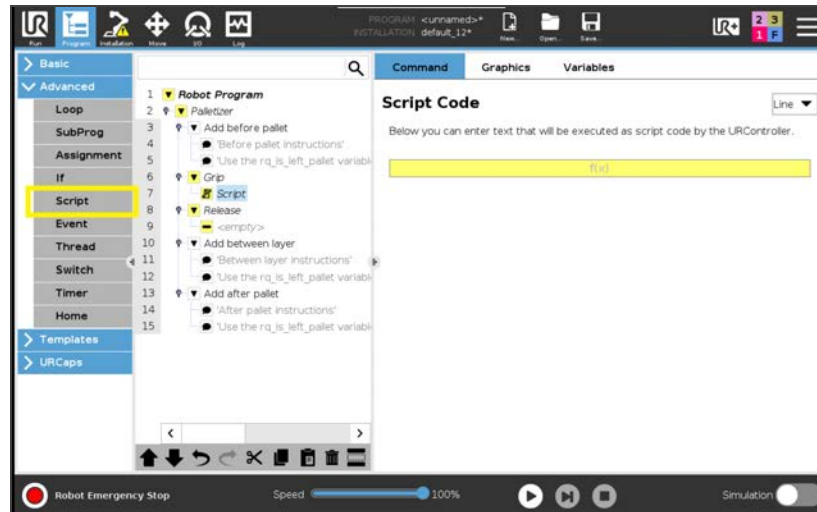 UR
Run
Program
Installation
Move
I/O
Log
PROGRAM <unnamed>*
INSTALLATION default_12*
New...
Open...
Save...
UR+
2 3
1 F
Basic
Advanced
Loop
SubProg
Assignment
If
Script
Event
Thread
Switch
Timer
Home
Templates
URCaps
1 Robot Program
2 Palletizer
3 Add before pallet
4 'Before pallet instructions'
5 'Use the rq_is_left_pallet variabl
6 Grip
7 Script
8 Release
9 <empty>
10 Add between layer
11 'Between layer instructions'
12 'Use the rq_is_left_pallet variabl
13 Add after pallet
14 'After pallet instructions'
15 'Use the rq_is_left_pallet variabl
Command Graphics Variables
Script Code
Line
Below you can enter text that will be executed as script code by the URController.
f(x)
Robot Emergency Stop
Speed 100%
Simulation